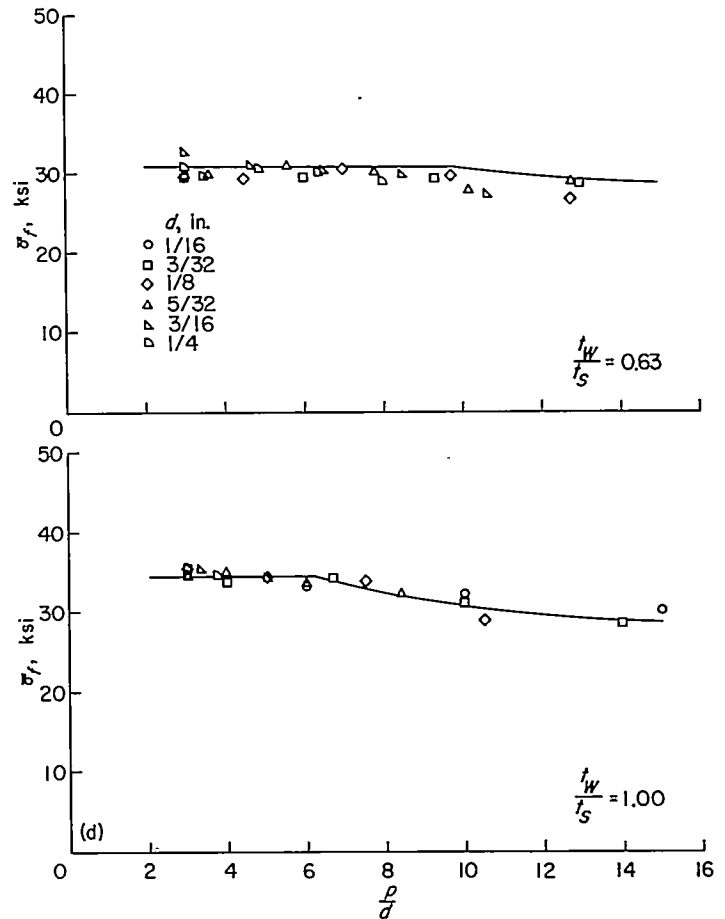 50
40
30
20
10
0
σ̄f, ksi
d, in.
○ 1/16
□ 3/32
◇ 1/8
△ 5/32
▷ 3/16
D 1/4
tW/tS = 0.63
50
40
30
20
10
0
σ̄f, ksi
(d)
tW/tS = 1.00
2 4 6 8 10 12 14 16
p/d